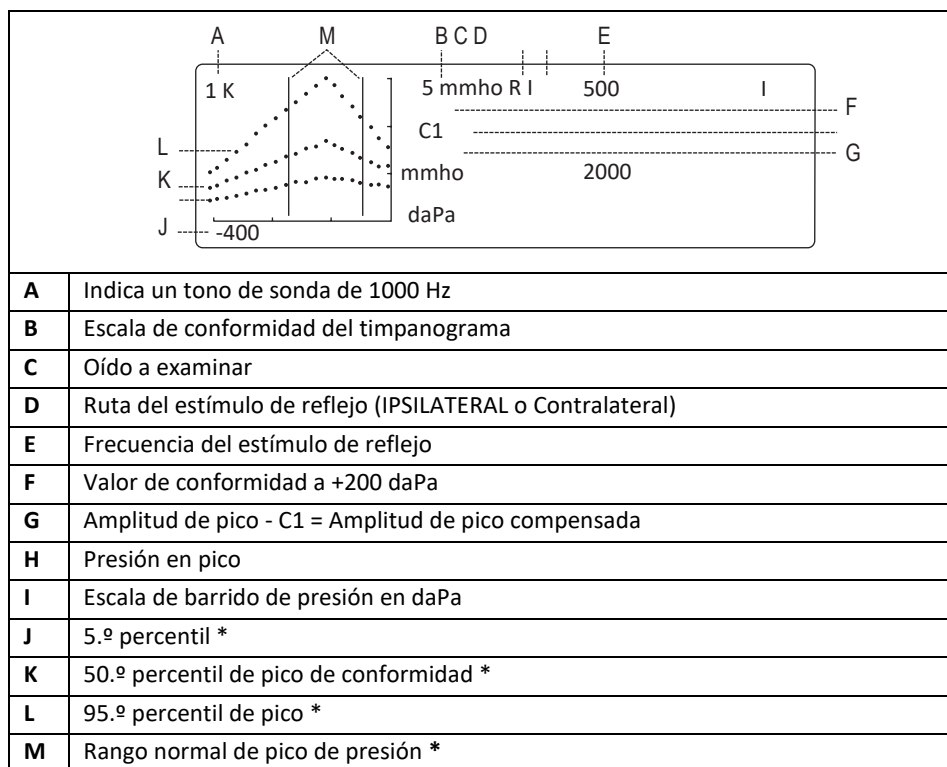 A M B C D E
1 K 5 mmho R I 500 I
F
C1
L G
K mmho 2000
daPa
J -400
A Indica un tono de sonda de 1000 Hz
B Escala de conformidad del timpanograma
C Oído a examinar
D Ruta del estímulo de reflejo (IPSILATERAL o Contralateral)
E Frecuencia del estímulo de reflejo
F Valor de conformidad a +200 daPa
G Amplitud de pico - C1 = Amplitud de pico compensada
H Presión en pico
I Escala de barrido de presión en daPa
J 5.º percentil *
K 50.º percentil de pico de conformidad *
L 95.º percentil de pico *
M Rango normal de pico de presión *